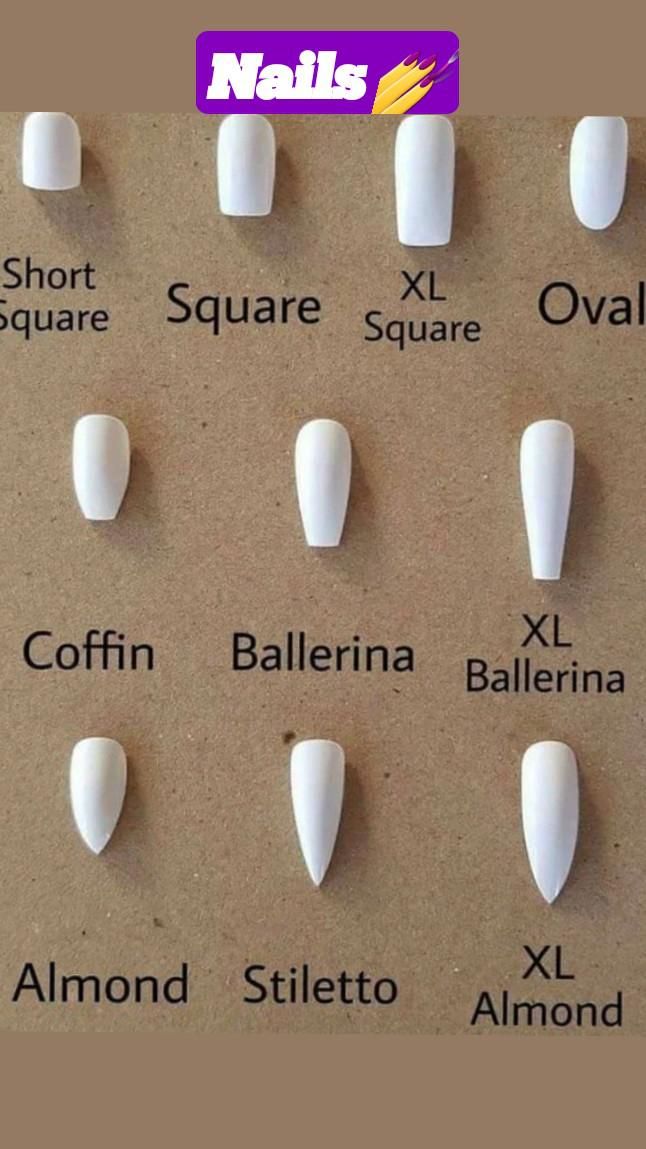 Nails
Short
Square
Square
XL
Square
Oval
Coffin
Ballerina
XL
Ballerina
Almond
Stiletto
XL
Almond